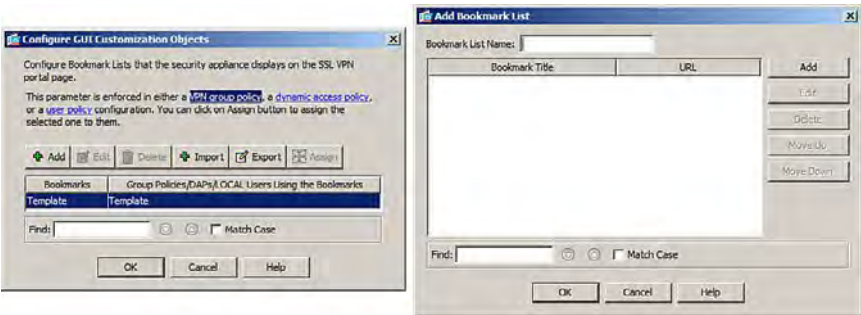 Configure GUI Customization Objects
Configure Bookmark Lists that the security appliance displays on the SSL VPN
portal page.
This parameter is enforced in either a VPN group policy, a dynamic access policy,
or a user policy configuration. You can click on Assign button to assign the
selected one to them.
Add Edit Delete Import Export Assign
Bookmarks Group Policies/DAPs/LOCAL Users Using the Bookmarks
Template Template
Find: Match Case
OK Cancel Help
Add Bookmark List
Bookmark List Name:
Bookmark Title URL Add
Edit
Delete
Move Up
Move Down
Find: Match Case
OK Cancel Help